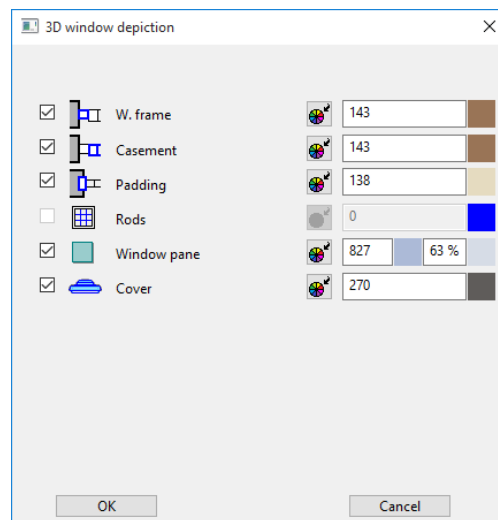 3D window depiction
W. frame 143
Casement 143
Padding 138
Rods 0
Window pane 827 63 %
Cover 270
OK Cancel